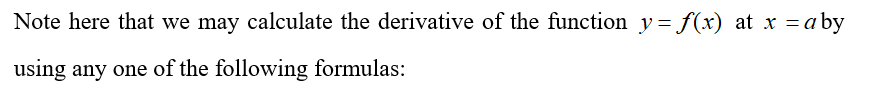 Note here that we may calculate the derivative of the function y = f(x) at x = a by
using any one of the following formulas: